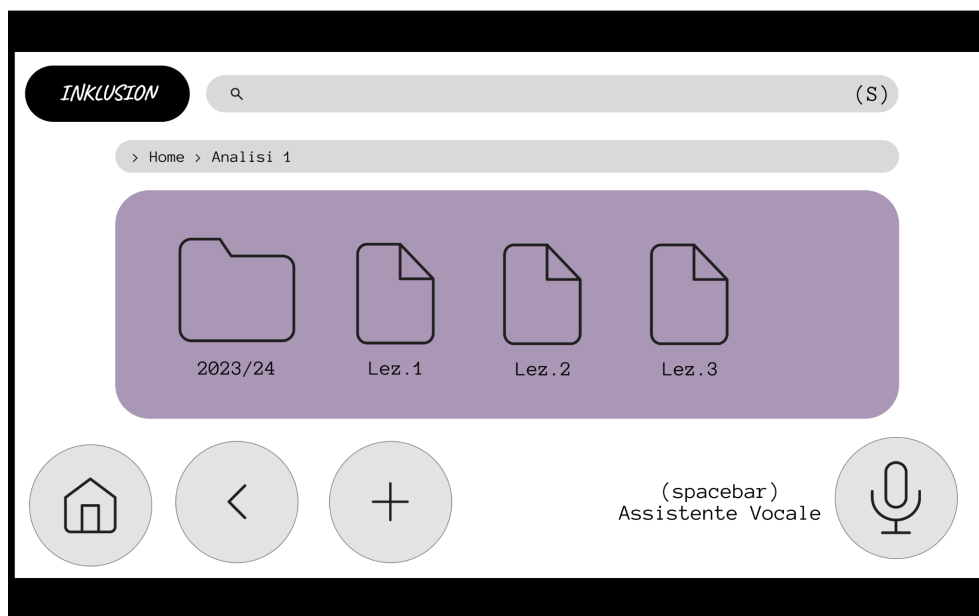 INKLUSION
(S)
> Home > Analisi 1
2023/24
Lez.1
Lez.2
Lez.3
(spacebar)
Assistente Vocale